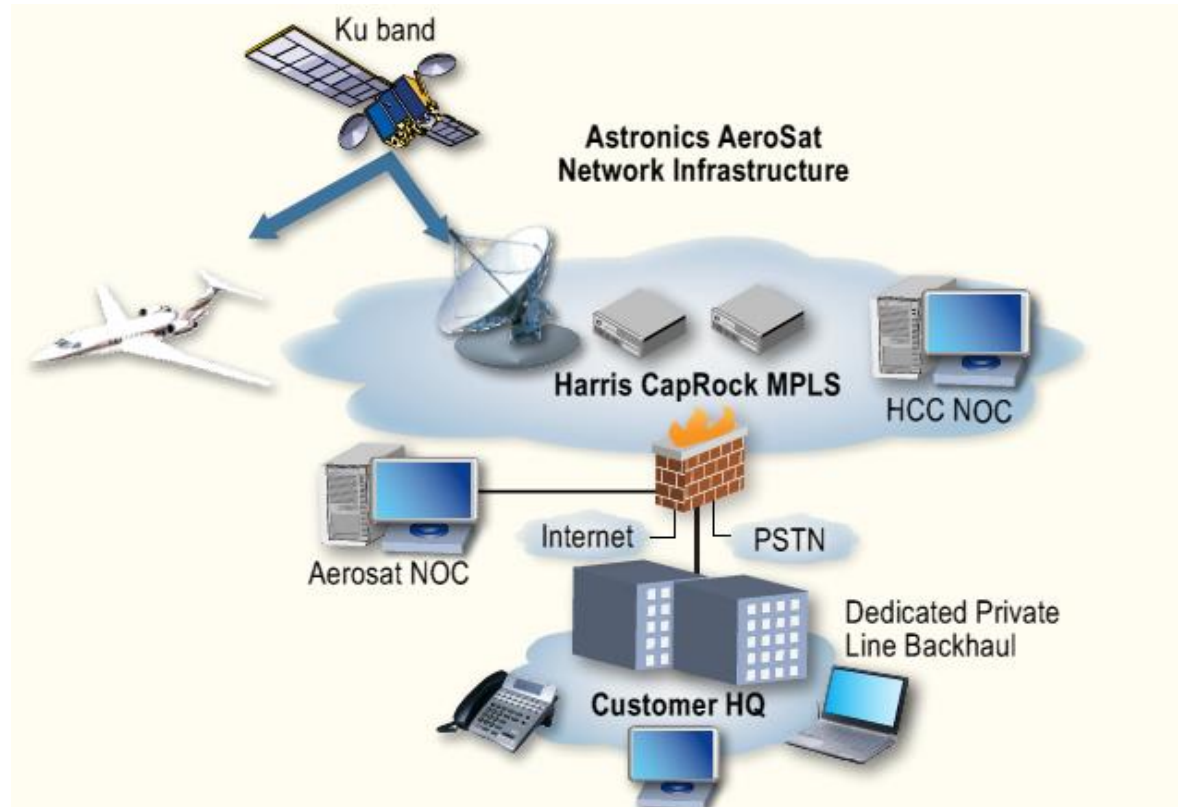 Ku band
Astronics AeroSat
Network Infrastructure
Harris CapRock MPLS
HCC NOC
Internet
PSTN
Aerosat NOC
Dedicated Private
Line Backhaul
Customer HQ